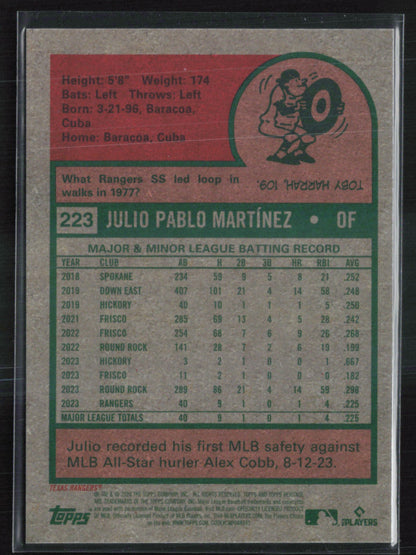 Height: 5'8" Weight: 174
Bats: Left Throws: Left
Born: 3-21-96, Baracoa,
Cuba
Home: Baracoa, Cuba
What Rangers SS led loop in
walks in 1977?
TOBY HARRAH, 109.
223 JULIO PABLO MARTÍNEZ • OF
MAJOR & MINOR LEAGUE BATTING RECORD
YEAR CLUB AB H 2B 3B HR RBI AVG
2018 SPOKANE 234 59 9 5 8 21 .252
2019 DOWN EAST 407 101 21 4 14 58 .248
2019 HICKORY 40 10 1 1 1 5 .250
2021 FRISCO 285 69 13 4 5 28 .242
2022 FRISCO 254 68 7 6 9 26 .268
2022 ROUND ROCK 141 28 7 2 6 19 .199
2023 HICKORY 3 2 1 0 0 1 .667
2023 FRISCO 11 2 0 0 0 0 .182
2023 ROUND ROCK 289 86 21 4 14 59 .298
2023 RANGERS 40 9 1 0 1 4 .225
MAJOR LEAGUE TOTALS 40 9 1 0 1 4 .225
Julio recorded his first MLB safety against
MLB All-Star hurler Alex Cobb, 8-12-23.
TEXAS RANGERS
topps
MLB
PLAYERS